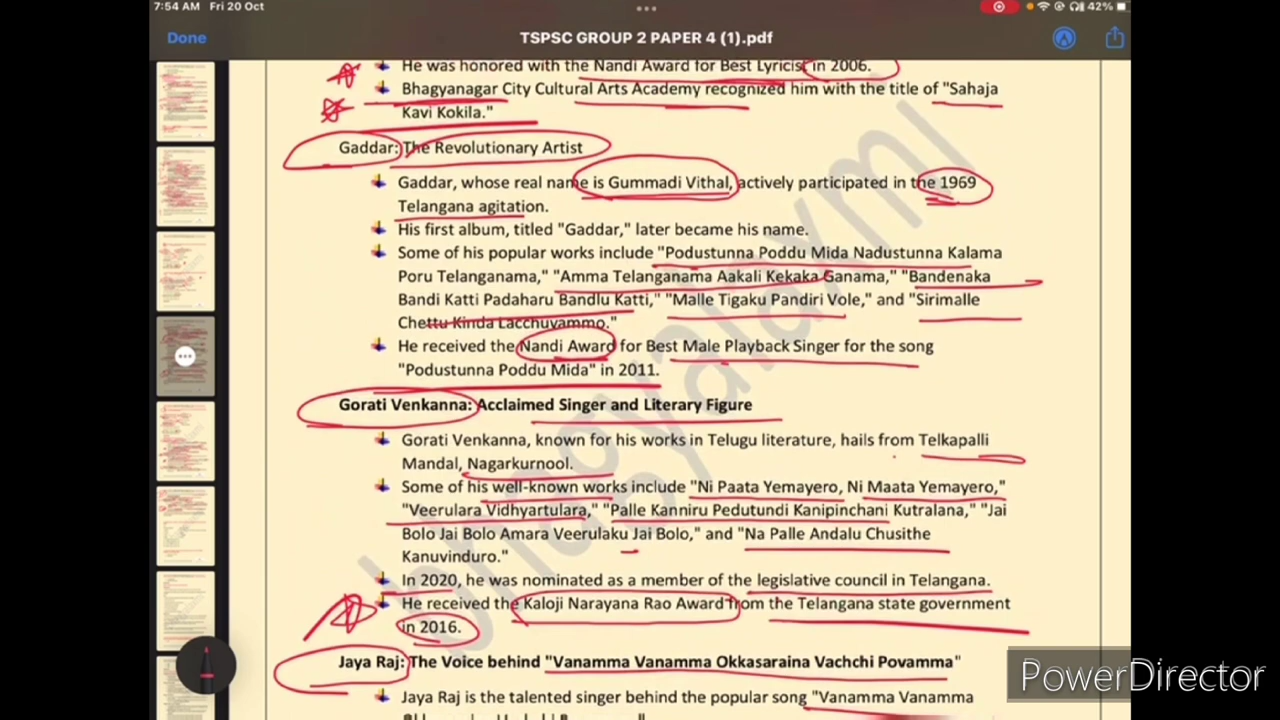 7:54 AM Fri 20 Oct
42%
Done
TSPSC GROUP 2 PAPER 4 (1).pdf
He was honored with the Nandi Award for Best Lyricist in 2006.
Bhagyanagar City Cultural Arts Academy recognized him with the title of "Sahaja
Kavi Kokila."
Gaddar: The Revolutionary Artist
Gaddar, whose real name is Gummadi Vithal, actively participated in the 1969
Telangana agitation.
His first album, titled "Gaddar," later became his name.
Some of his popular works include "Podustunna Poddu Mida Nadustunna Kalama
Poru Telanganama," "Amma Telanganama Aakali Kekaka Ganama," "Bandenaka
Bandi Katti Padaharu Bandlu Katti," "Malle Tigaku Pandiri Vole," and "Sirimalle
Chettu Kinda Lacchuvammo."
He received the Nandi Award for Best Male Playback Singer for the song
"Podustunna Poddu Mida" in 2011.
Gorati Venkanna: Acclaimed Singer and Literary Figure
Gorati Venkanna, known for his works in Telugu literature, hails from Telkapalli
Mandal, Nagarkurnool.
Some of his well-known works include "Ni Paata Yemayero, Ni Maata Yemayero,"
"Veerulara Vidhyartulara," "Palle Kanniru Pedutundi Kanipinchani Kutralana," "Jai
Bolo Jai Bolo Amara Veerulaku Jai Bolo," and "Na Palle Andalu Chusithe
Kanuvinduro."
In 2020, he was nominated as a member of the legislative council in Telangana.
He received the Kaloji Narayana Rao Award from the Telangana state government
in 2016.
Jaya Raj: The Voice behind "Vanamma Vanamma Okkasaraina Vachchi Povamma"
Jaya Raj is the talented singer behind the popular song "Vanamma Vanamma
bhagyalaxmi
PowerDirector